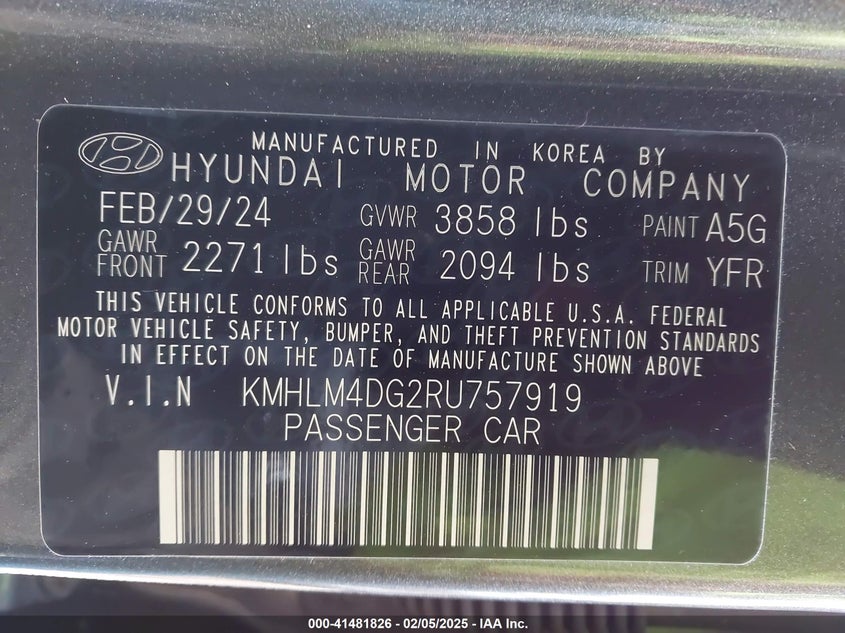 MANUFACTURED IN KOREA BY
HYUNDAI MOTOR COMPANY
FEB/29/24 GVWR 3858 lbs PAINT A5G
GAWR FRONT 2271 lbs GAWR REAR 2094 lbs TRIM YFR
THIS VEHICLE CONFORMS TO ALL APPLICABLE U.S.A. FEDERAL
MOTOR VEHICLE SAFETY, BUMPER, AND THEFT PREVENTION STANDARDS
IN EFFECT ON THE DATE OF MANUFACTURE SHOWN ABOVE
V.I.N KMHLM4DG2RU757919
PASSENGER CAR
000-41481826 - 02/05/2025 - IAA Inc.